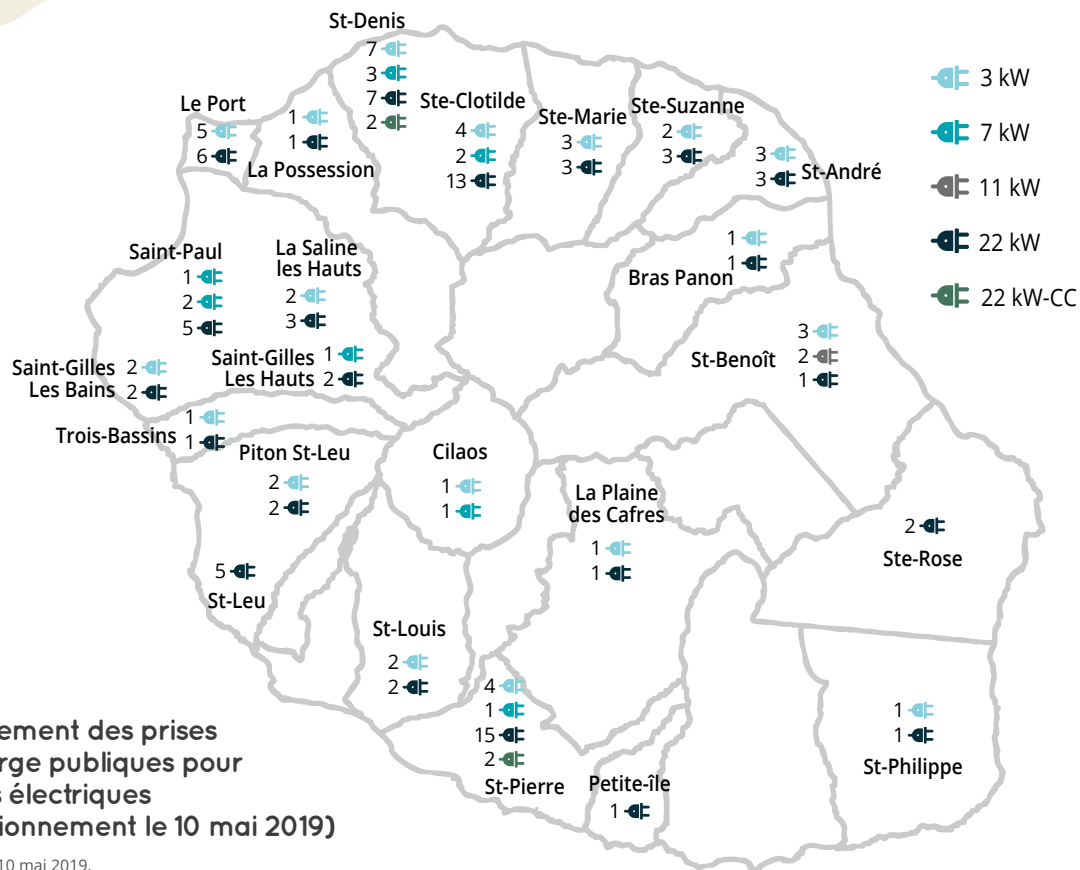 St-Denis
7
3
7
2
Le Port
5
6
1
1
La Possession
Ste-Clotilde
4
2
13
Ste-Marie
3
3
Ste-Suzanne
2
3
3
3
St-André
3 kW
7 kW
11 kW
22 kW
22 kW-CC
Saint-Paul
1
2
5
La Saline
les Hauts
2
3
Bras Panon
1
1
St-Benoît
3
2
1
Saint-Gilles
Les Bains
2
2
Saint-Gilles
Les Hauts
1
2
Trois-Bassins
1
1
Piton St-Leu
2
2
Cilaos
1
1
La Plaine
des Cafres
1
1
2
Ste-Rose
5
St-Leu
St-Louis
2
2
4
1
15
2
St-Pierre
Petite-île
1
1
1
St-Philippe
ement des prises
rge publiques pour
s électriques
ionnement le 10 mai 2019)
10 mai 2019.